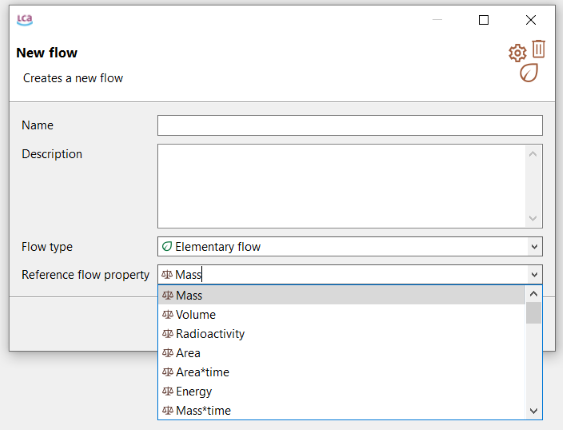 LCA
New flow
Creates a new flow
Name
Description
Flow type
Elementary flow
Reference flow property
Mass
Mass
Volume
Radioactivity
Area
Area*time
Energy
Mass*time